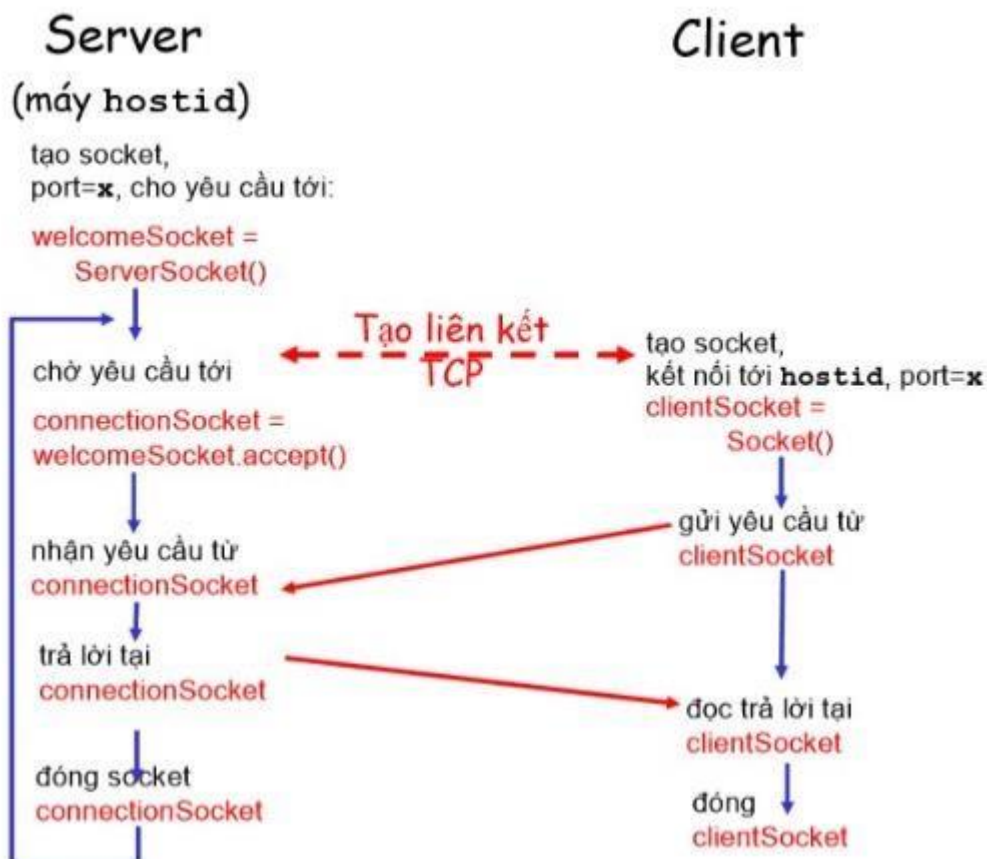 Server
(máy hostid)
tạo socket,
port=x, cho yêu cầu tới:
welcomeSocket =
ServerSocket()
chờ yêu cầu tới
connectionSocket =
welcomeSocket.accept()
nhận yêu cầu từ
connectionSocket
trả lời tại
connectionSocket
đóng socket
connectionSocket
Tạo liên kết
TCP
Client
tạo socket,
kết nối tới hostid, port=x
clientSocket =
Socket()
gửi yêu cầu từ
clientSocket
đọc trả lời tại
clientSocket
đóng
clientSocket